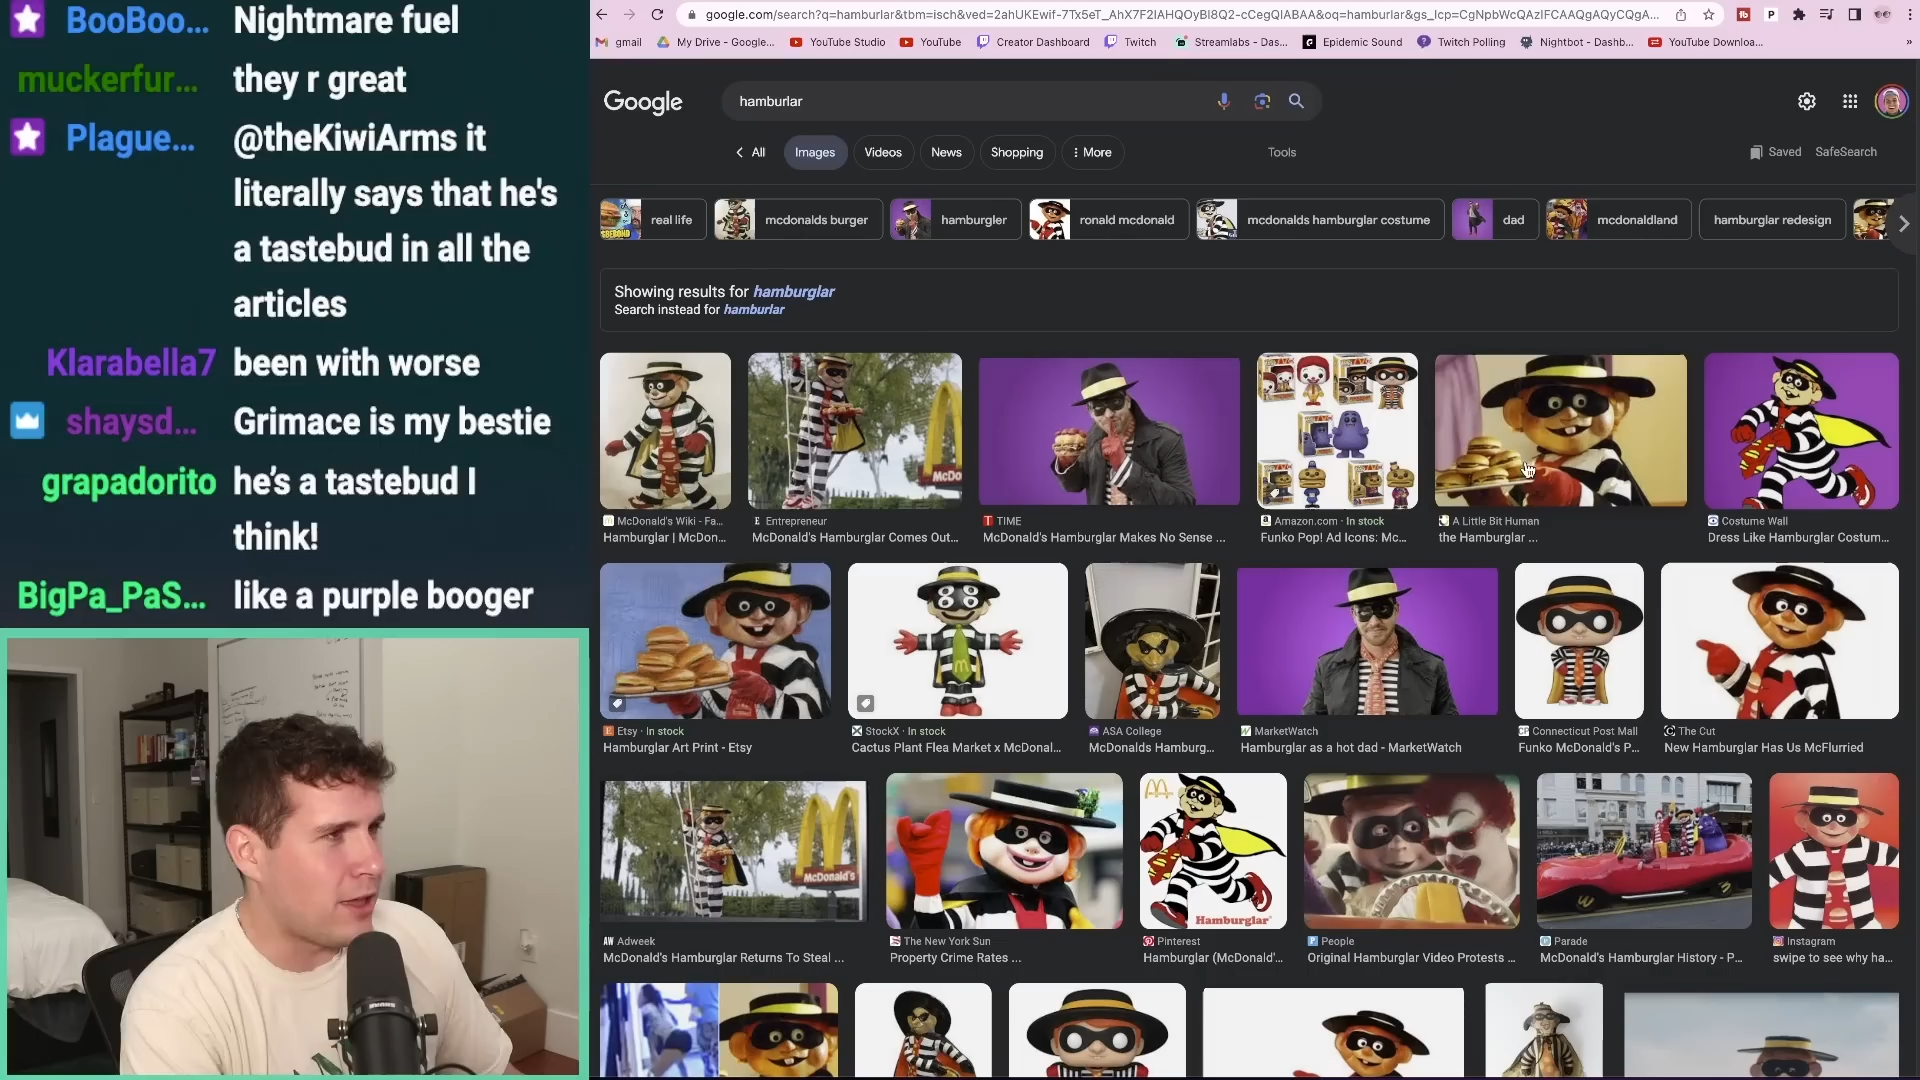 BooBoo... Nightmare fuel
muckerfur... they r great
Plague... @theKiwiArms it
literally says that he's
a tastebud in all the
articles
Klarabella7 been with worse
shaysd... Grimace is my bestie
grapadorito he's a tastebud I
think!
BigPa_PaS... like a purple booger
google.com/search?q=hamburlar&tbm=isch&ved=2ahUKEwif-7Tx5eT_AhX7F2IAHQOyBI8Q2-cCegQIABAA&oq=hamburlar&gs_lcp=CgNpbWcQAzIFCAAQgAQyCQgA...
gmail My Drive - Google... YouTube Studio YouTube Creator Dashboard Twitch Streamlabs - Das... Epidemic Sound Twitch Polling Nightbot - Dashb... YouTube Downloa... »
Google hamburlar
All Images Videos News Shopping More Tools Saved SafeSearch
real life mcdonalds burger hamburgler ronald mcdonald mcdonalds hamburglar costume dad mcdonaldland hamburglar redesign
Showing results for hamburglar
Search instead for hamburlar
McDonald's Wiki - Fa... Entrepreneur TIME Amazon.com · In stock A Little Bit Human Costume Wall
Hamburglar | McDon... McDonald's Hamburglar Comes Out... McDonald's Hamburglar Makes No Sense ... Funko Pop! Ad Icons: Mc... the Hamburglar ... Dress Like Hamburglar Costum...
Etsy · In stock StockX · In stock ASA College MarketWatch Connecticut Post Mall The Cut
Hamburglar Art Print - Etsy Cactus Plant Flea Market x McDonal... McDonalds Hamburg... Hamburglar as a hot dad - MarketWatch Funko McDonald's P... New Hamburglar Has Us McFlurried
McDonald's
Hamburglar
Adweek The New York Sun Pinterest People Parade Instagram
McDonald's Hamburglar Returns To Steal ... Property Crime Rates ... Hamburglar (McDonald'... Original Hamburglar Video Protests ... McDonald's Hamburglar History - P... swipe to see why ha...